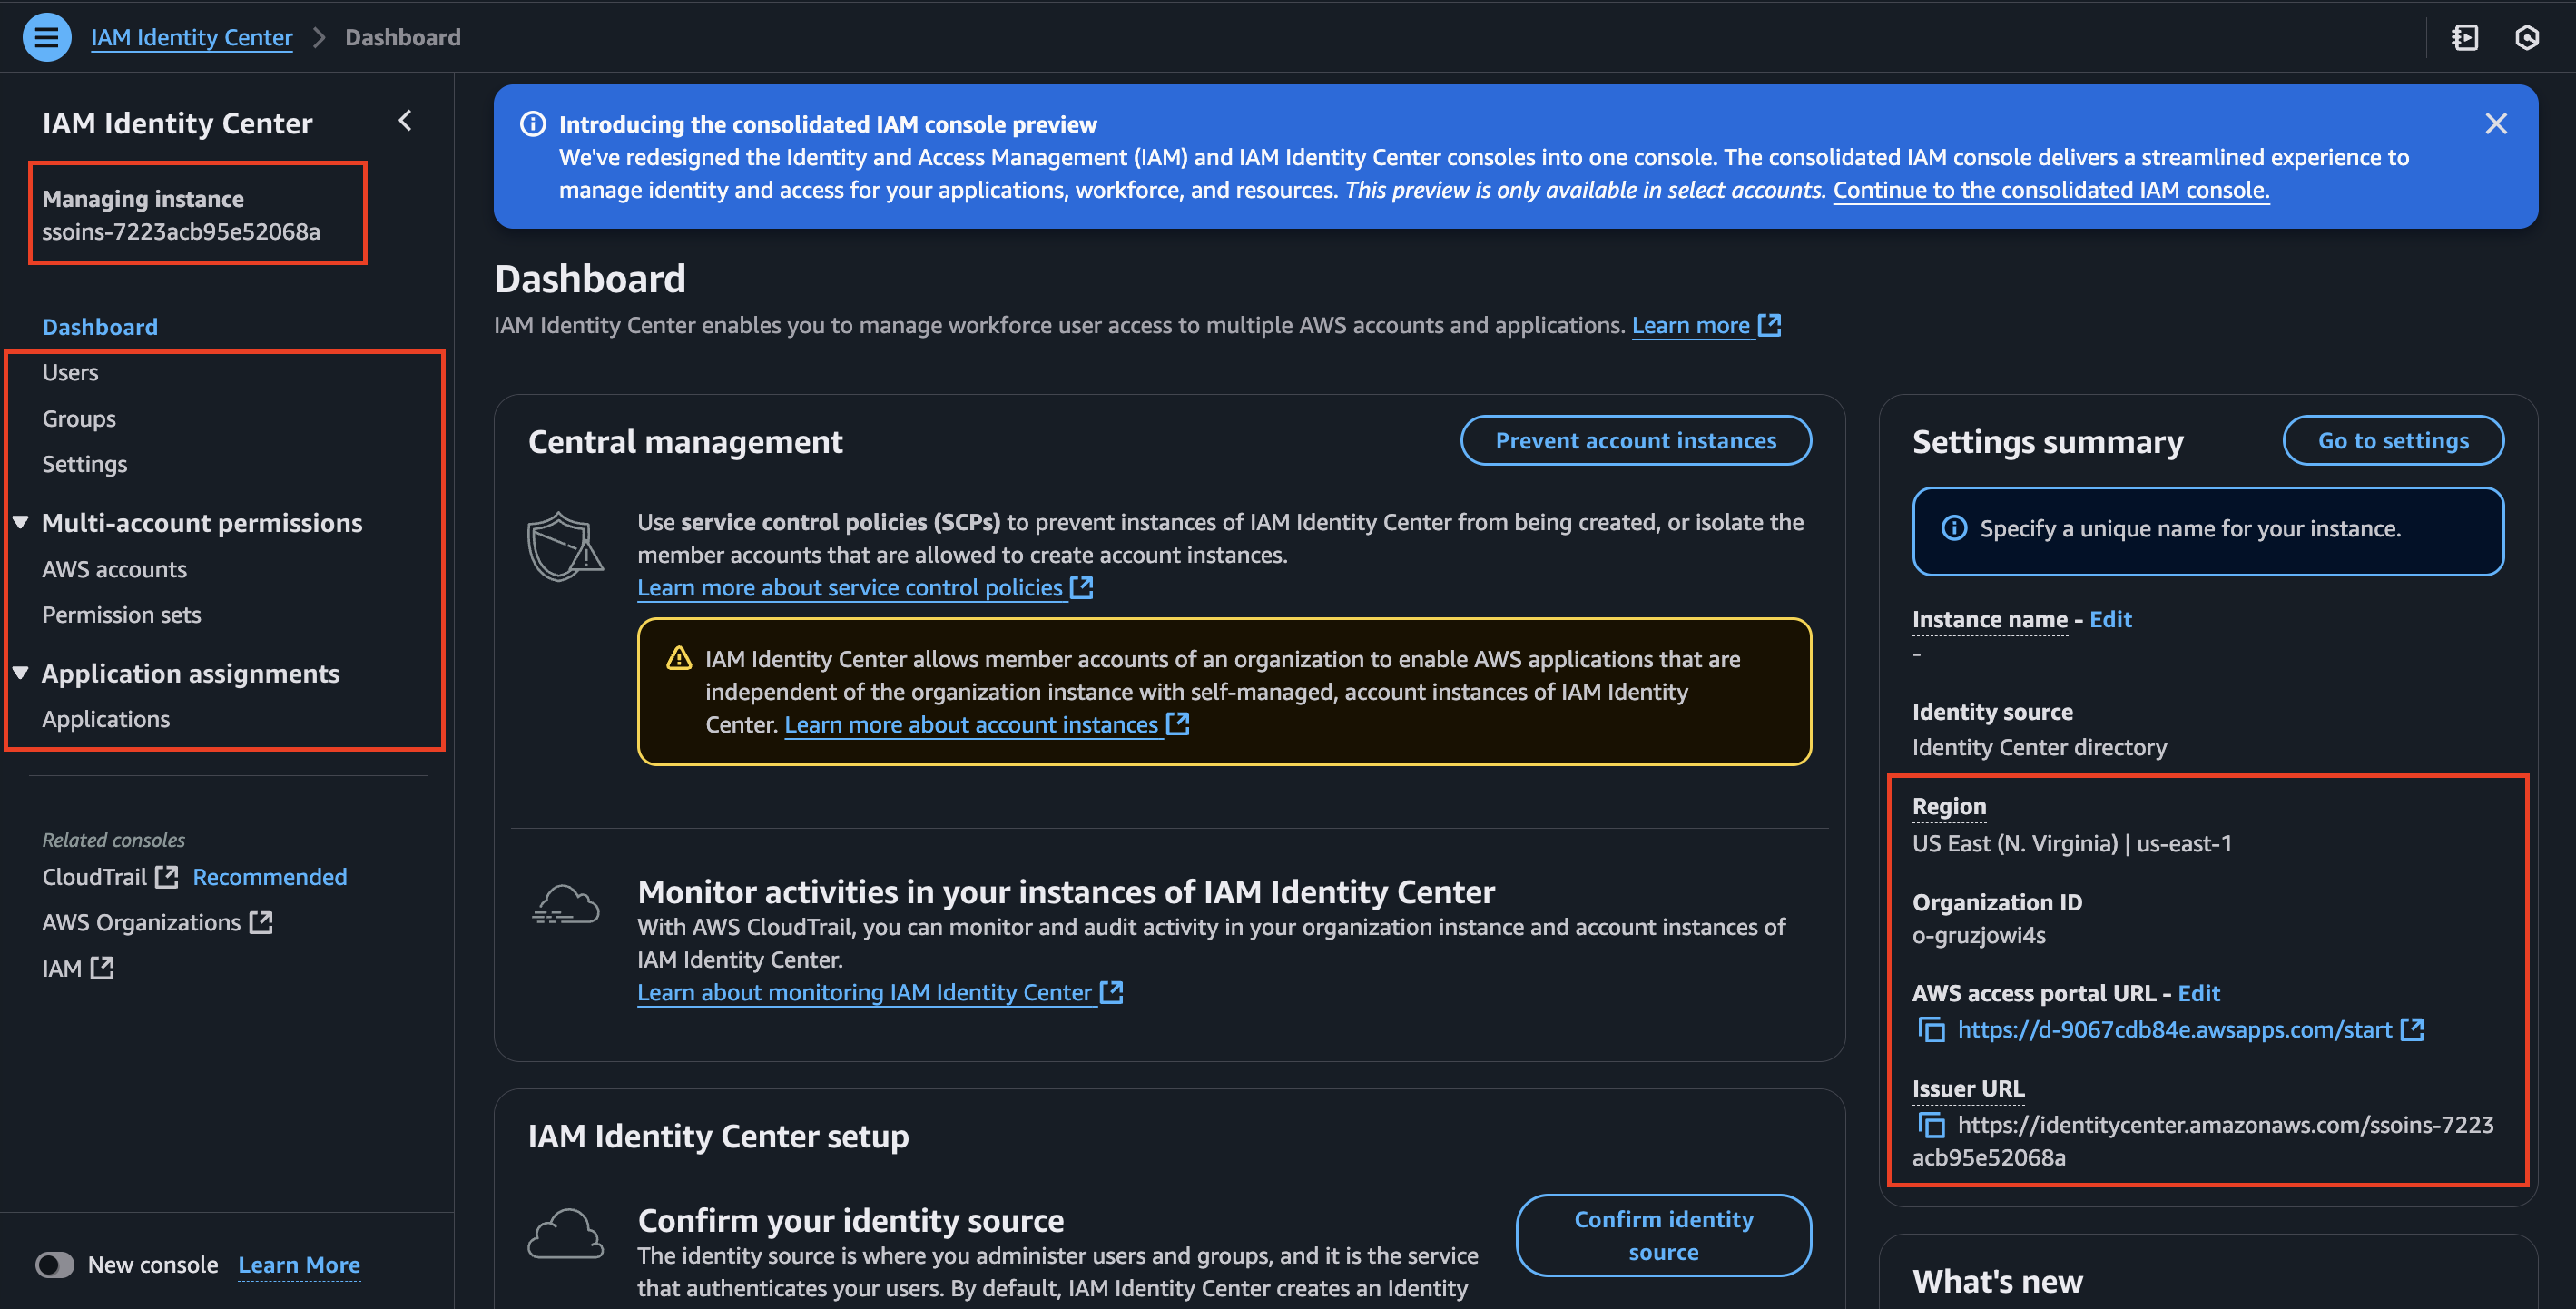 IAM Identity Center > Dashboard
IAM Identity Center
Managing instance
ssoins-7223acb95e52068a
Dashboard
Users
Groups
Settings
Multi-account permissions
AWS accounts
Permission sets
Application assignments
Applications
Related consoles
CloudTrail Recommended
AWS Organizations
IAM
New console Learn More
Introducing the consolidated IAM console preview
We've redesigned the Identity and Access Management (IAM) and IAM Identity Center consoles into one console. The consolidated IAM console delivers a streamlined experience to
manage identity and access for your applications, workforce, and resources. This preview is only available in select accounts. Continue to the consolidated IAM console.
Dashboard
IAM Identity Center enables you to manage workforce user access to multiple AWS accounts and applications. Learn more
Central management
Prevent account instances
Use service control policies (SCPs) to prevent instances of IAM Identity Center from being created, or isolate the
member accounts that are allowed to create account instances.
Learn more about service control policies
IAM Identity Center allows member accounts of an organization to enable AWS applications that are
independent of the organization instance with self-managed, account instances of IAM Identity
Center. Learn more about account instances
Monitor activities in your instances of IAM Identity Center
With AWS CloudTrail, you can monitor and audit activity in your organization instance and account instances of
IAM Identity Center.
Learn about monitoring IAM Identity Center
IAM Identity Center setup
Confirm your identity source
The identity source is where you administer users and groups, and it is the service
that authenticates your users. By default, IAM Identity Center creates an Identity
Confirm identity
source
Settings summary
Go to settings
Specify a unique name for your instance.
Instance name - Edit
-
Identity source
Identity Center directory
Region
US East (N. Virginia) | us-east-1
Organization ID
o-gruzjowi4s
AWS access portal URL - Edit
https://d-9067cdb84e.awsapps.com/start
Issuer URL
https://identitycenter.amazonaws.com/ssoins-7223
acb95e52068a
What's new